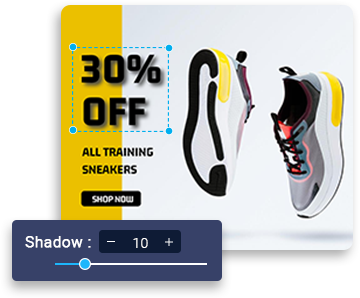 30%
OFF
ALL TRAINING
SNEAKERS
SHOP NOW
Shadow : − 10 +